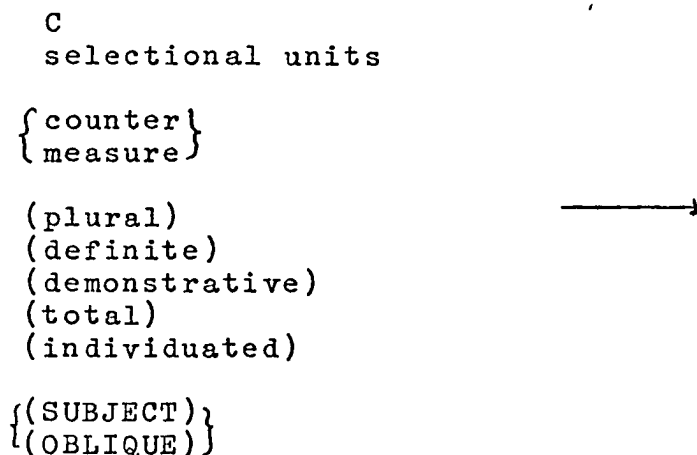 C
selectional units
{counter}
{measure}
(plural)
(definite)
(demonstrative)
(total)
(individuated)
{(SUBJECT)}
{(OBLIQUE)}